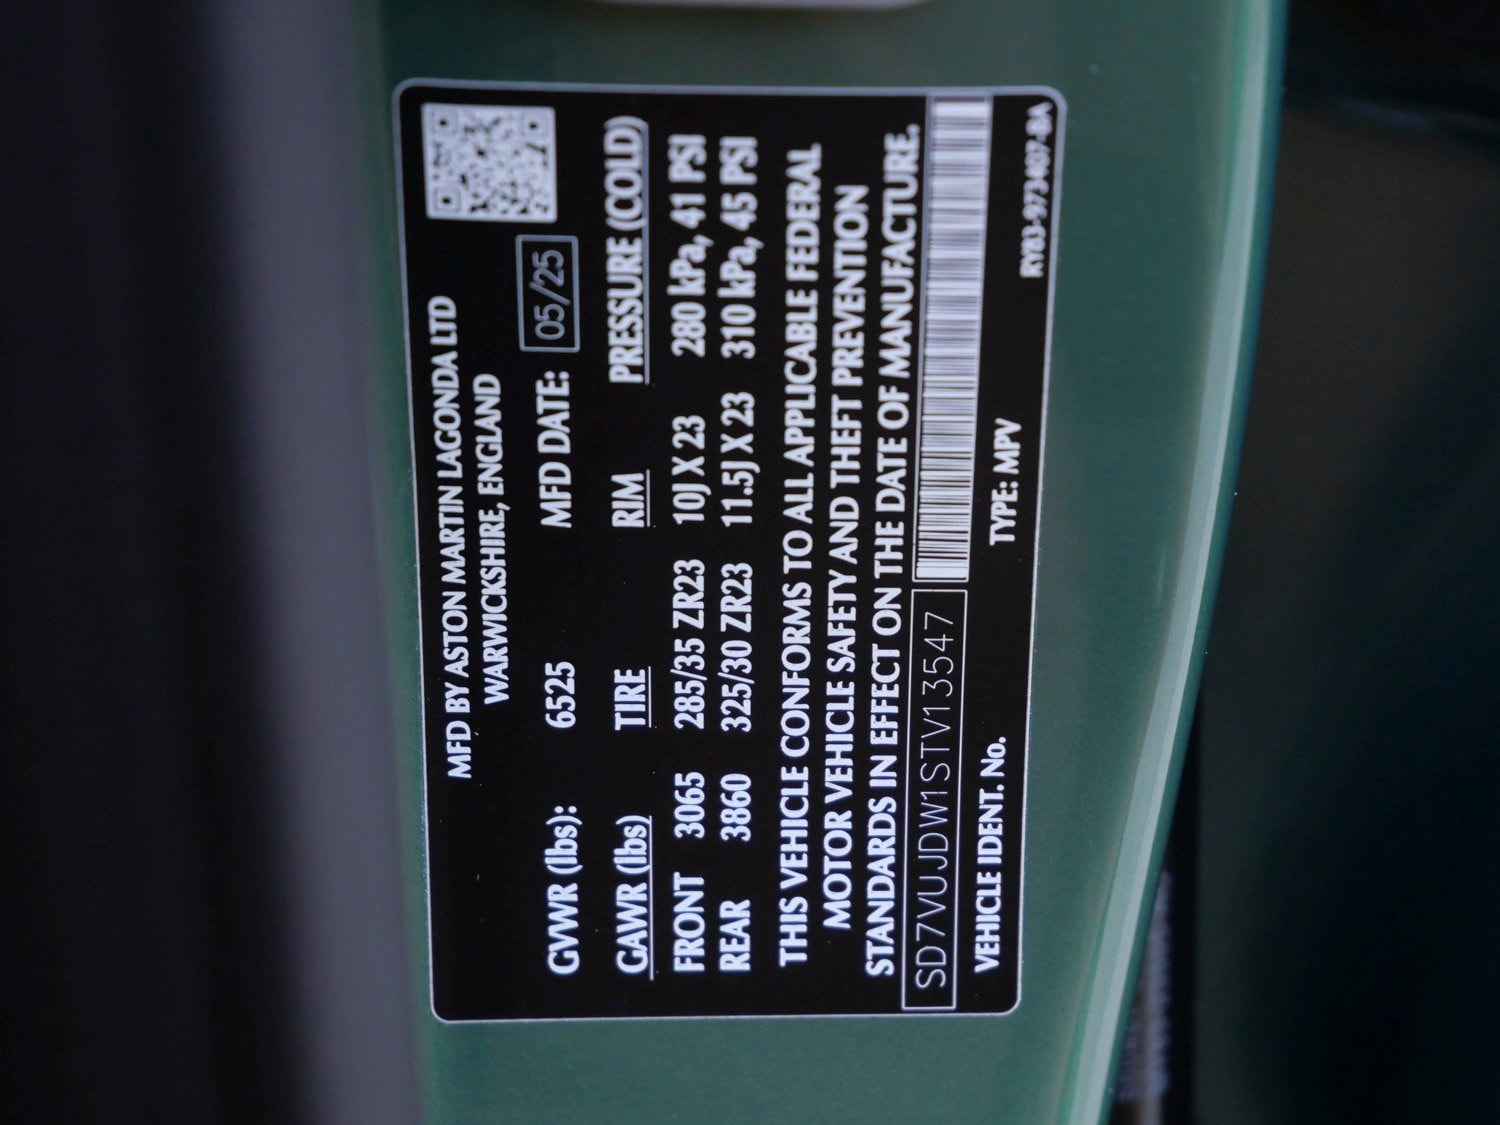 MFD BY ASTON MARTIN LAGONDA LTD
WARWICKSHIRE, ENGLAND
GVWR (lbs): 6525 MFD DATE: 05/25
GAWR (lbs) TIRE RIM PRESSURE (COLD)
FRONT 3065 285/35 ZR23 10J X 23 280 kPa, 41 PSI
REAR 3860 325/30 ZR23 11.5J X 23 310 kPa, 45 PSI
THIS VEHICLE CONFORMS TO ALL APPLICABLE FEDERAL
MOTOR VEHICLE SAFETY AND THEFT PREVENTION
STANDARDS IN EFFECT ON THE DATE OF MANUFACTURE.
SD7VUJDW1STV13547
VEHICLE IDENT. No. TYPE: MPV RY83-973407-BA